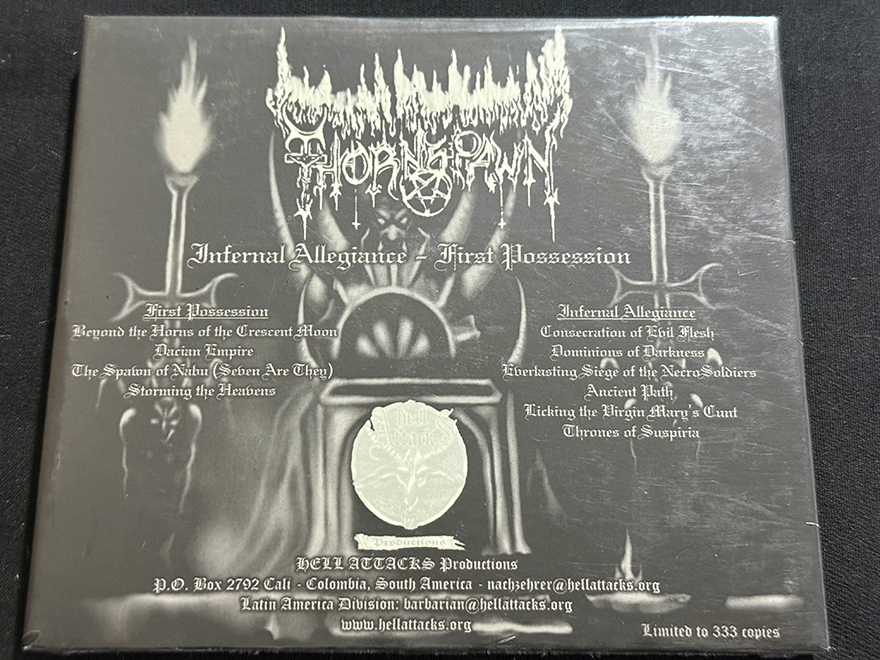 THORNSPAWN
Infernal Allegiance - First Possession
First Possession
Beyond the Horns of the Crescent Moon
Dacian Empire
The Spawn of Nabu (Seven Are They)
Storming the Heavens
Infernal Allegiance
Consecration of Evil Flesh
Dominions of Darkness
Everlasting Siege of the NecroSoldiers
Ancient Path
Licking the Virgin Mary's Cunt
Thrones of Suspiria
hell
Attacks
Productions
HELL ATTACKS Productions
P.O. Box 2792 Cali - Colombia, South America - nachzehrer@hellattacks.org
Latin America Division: barbarian@hellattacks.org
www.hellattacks.org
Limited to 333 copies